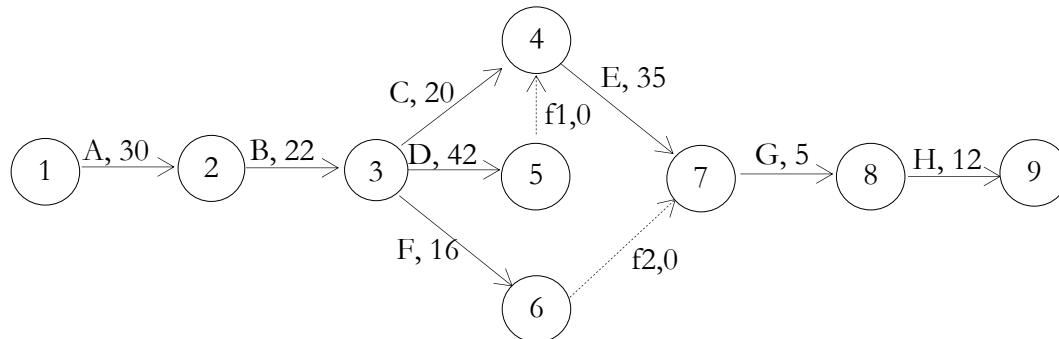 4
E, 35
C, 20
f1,0
A, 30
B, 22
D, 42
G, 5
H, 12
1
2
3
5
7
8
9
F, 16
f2,0
6